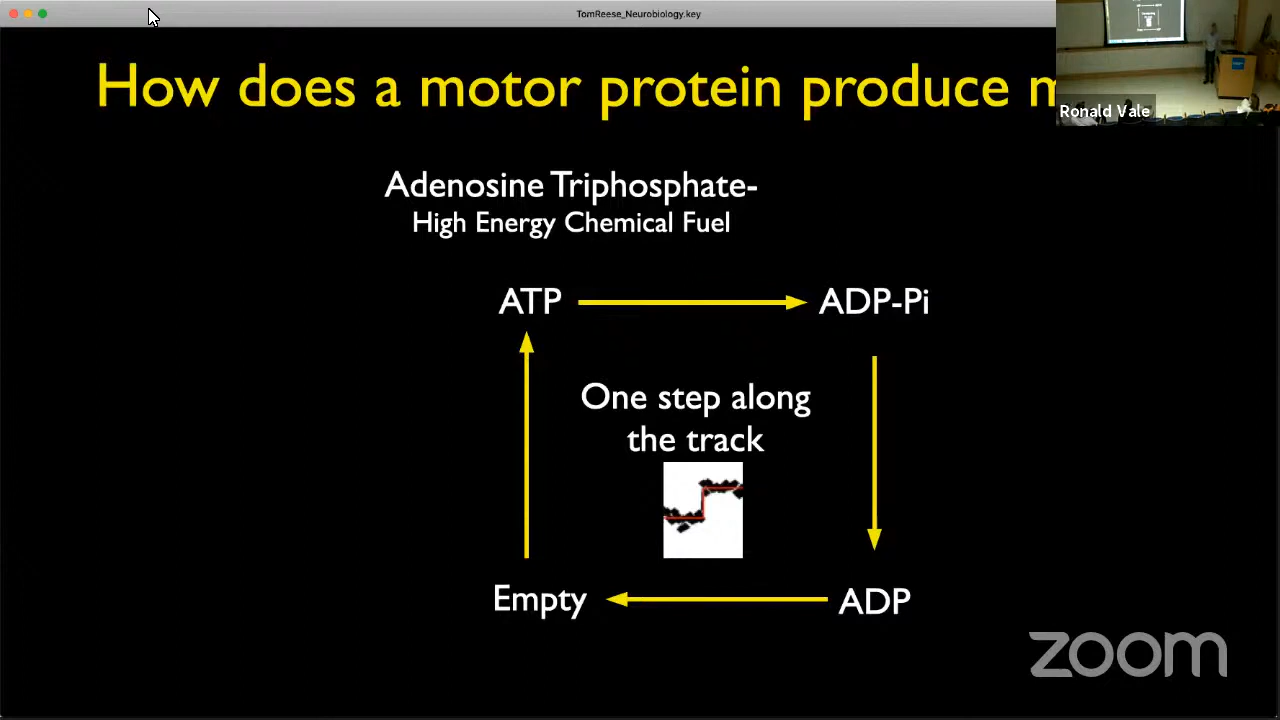 TomReese_Neurobiology.key
How does a motor protein produce
Ronald Vale
Adenosine Triphosphate-
High Energy Chemical Fuel
ATP
ADP-Pi
One step along
the track
Empty
ADP
zoom